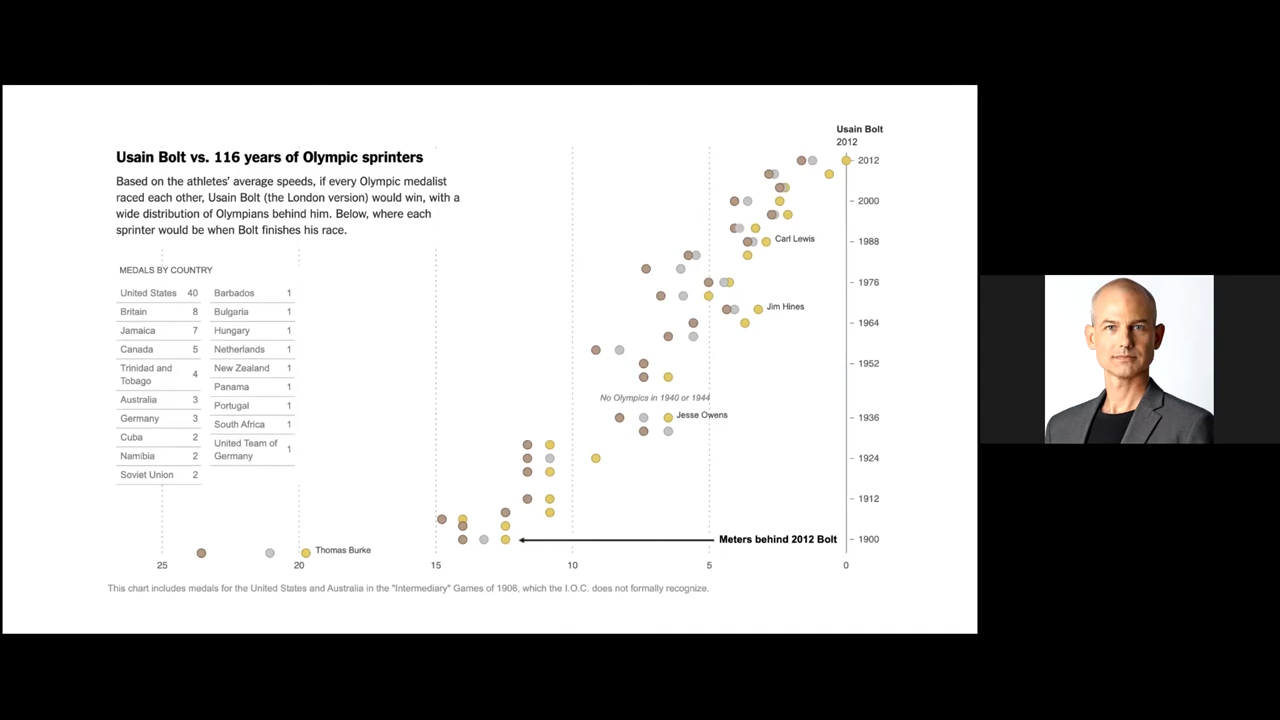 Usain Bolt
2012
Usain Bolt vs. 116 years of Olympic sprinters
Based on the athletes' average speeds, if every Olympic medalist
raced each other, Usain Bolt (the London version) would win, with a
wide distribution of Olympians behind him. Below, where each
sprinter would be when Bolt finishes his race.
MEDALS BY COUNTRY
United States 40
Britain 8
Jamaica 7
Canada 5
Trinidad and
Tobago 4
Australia 3
Germany 3
Cuba 2
Namibia 2
Soviet Union 2
Barbados 1
Bulgaria 1
Hungary 1
Netherlands 1
New Zealand 1
Panama 1
Portugal 1
South Africa 1
United Team of
Germany 1
2012
2000
1988
1976
1964
1952
1936
1924
1912
1900
Carl Lewis
Jim Hines
No Olympics in 1940 or 1944
Jesse Owens
Meters behind 2012 Bolt
Thomas Burke
25 20 15 10 5 0
This chart includes medals for the United States and Australia in the "Intermediary" Games of 1906, which the I.O.C. does not formally recognize.